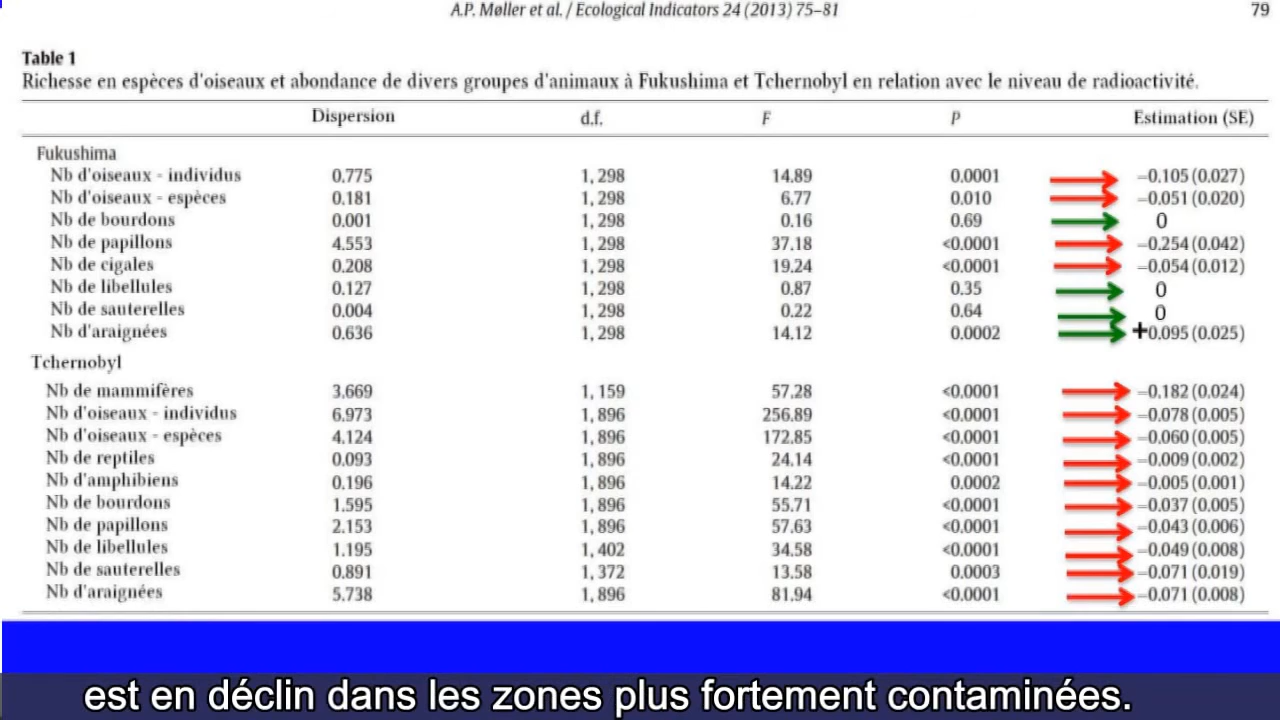 A.P. Møller et al. / Ecological Indicators 24 (2013) 75–81 79
Table 1
Richesse en espèces d'oiseaux et abondance de divers groupes d'animaux à Fukushima et Tchernobyl en relation avec le niveau de radioactivité.
Dispersion d.f. F P Estimation (SE)
Fukushima
Nb d'oiseaux - individus 0.775 1, 298 14.89 0.0001 −0.105 (0.027)
Nb d'oiseaux - espèces 0.181 1, 298 6.77 0.010 −0.051 (0.020)
Nb de bourdons 0.001 1, 298 0.16 0.69 0
Nb de papillons 4.553 1, 298 37.18 <0.0001 −0.254 (0.042)
Nb de cigales 0.208 1, 298 19.24 <0.0001 −0.054 (0.012)
Nb de libellules 0.127 1, 298 0.87 0.35 0
Nb de sauterelles 0.004 1, 298 0.22 0.64 0
Nb d'araignées 0.636 1, 298 14.12 0.0002 +0.095 (0.025)
Tchernobyl
Nb de mammifères 3.669 1, 159 57.28 <0.0001 −0.182 (0.024)
Nb d'oiseaux - individus 6.973 1, 896 256.89 <0.0001 −0.078 (0.005)
Nb d'oiseaux - espèces 4.124 1, 896 172.85 <0.0001 −0.060 (0.005)
Nb de reptiles 0.093 1, 896 24.14 <0.0001 −0.009 (0.002)
Nb d'amphibiens 0.196 1, 896 14.22 0.0002 −0.005 (0.001)
Nb de bourdons 1.595 1, 896 55.71 <0.0001 −0.037 (0.005)
Nb de papillons 2.153 1, 896 57.63 <0.0001 −0.043 (0.006)
Nb de libellules 1.195 1, 402 34.58 <0.0001 −0.049 (0.008)
Nb de sauterelles 0.891 1, 372 13.58 0.0003 −0.071 (0.019)
Nb d'araignées 5.738 1, 896 81.94 <0.0001 −0.071 (0.008)
est en déclin dans les zones plus fortement contaminées.